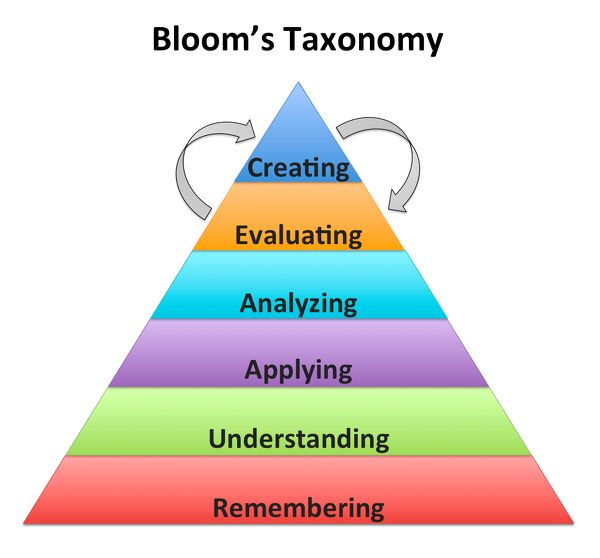 Bloom’s Taxonomy
Creating
Evaluating
Analyzing
Applying
Understanding
Remembering